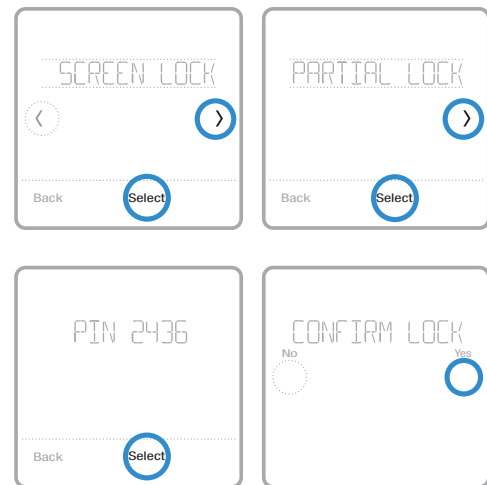 SCREEN LOCK
Back Select
PARTIAL LOCK
Back Select
PIN 2436
Back Select
CONFIRM LOCK
No Yes